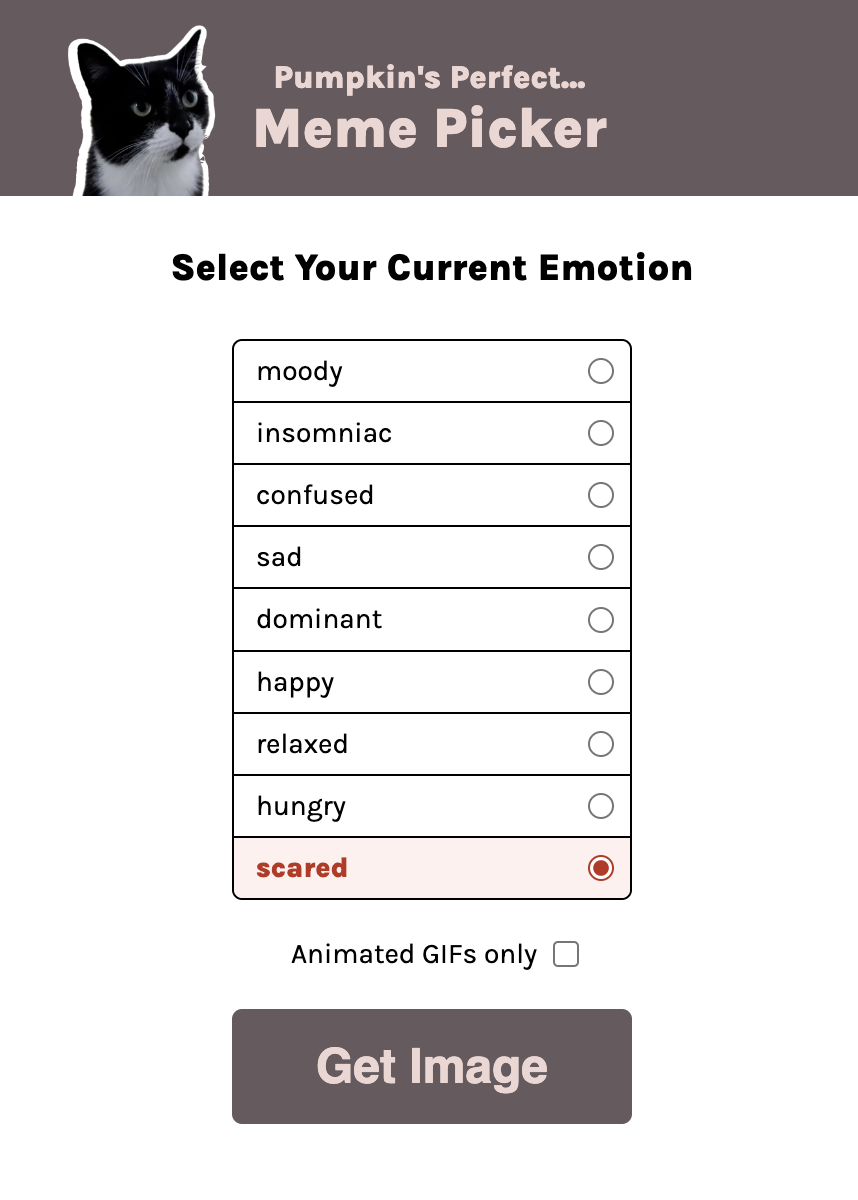 Pumpkin's Perfect...
Meme Picker
Select Your Current Emotion
moody
insomniac
confused
sad
dominant
happy
relaxed
hungry
scared
Animated GIFs only
Get Image